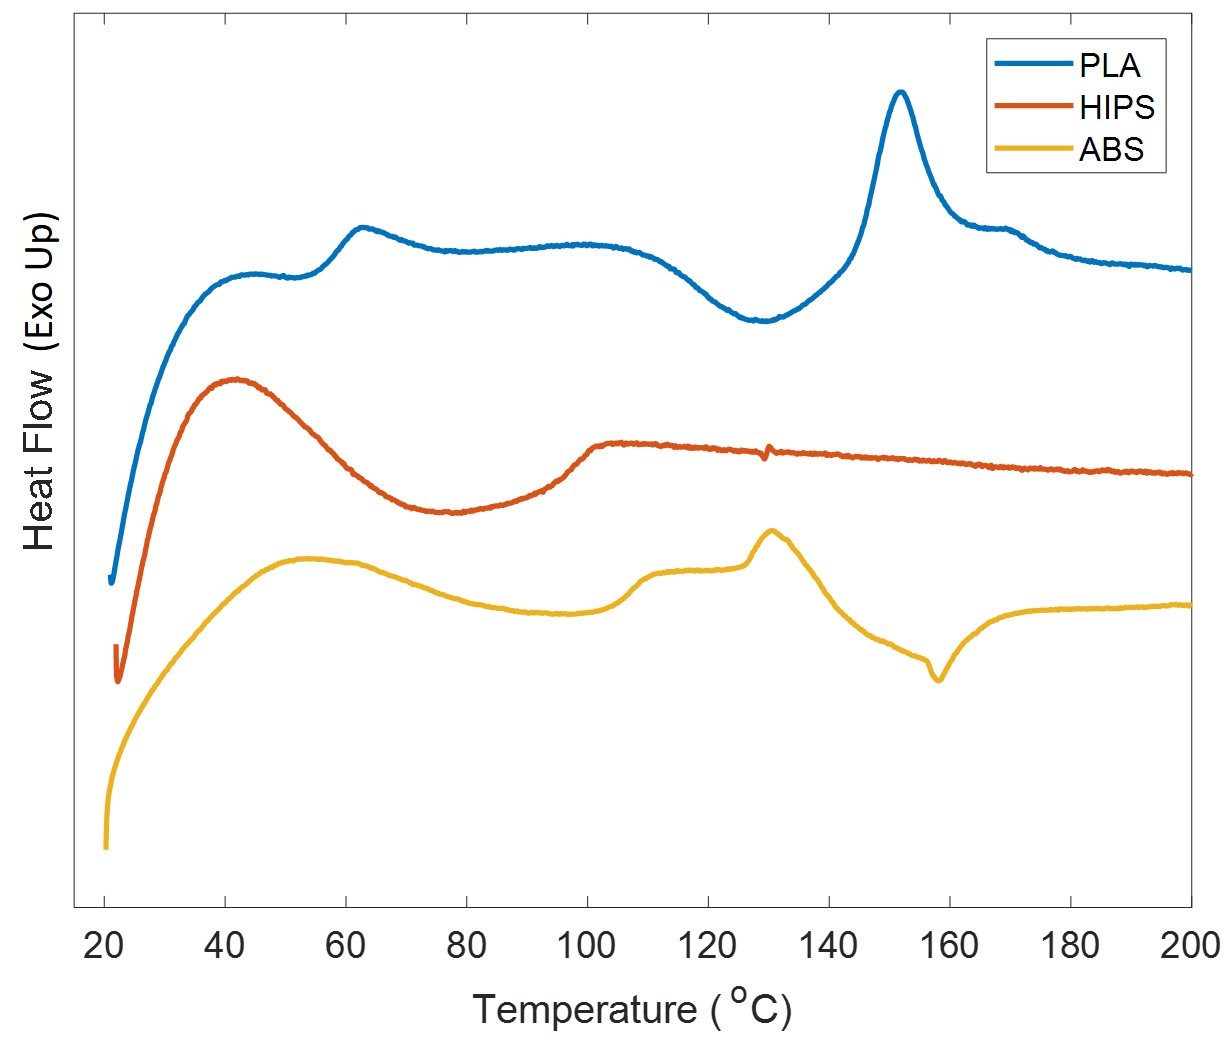 PLA
HIPS
ABS
Heat Flow (Exo Up)
20 40 60 80 100 120 140 160 180 200
Temperature ( °C)